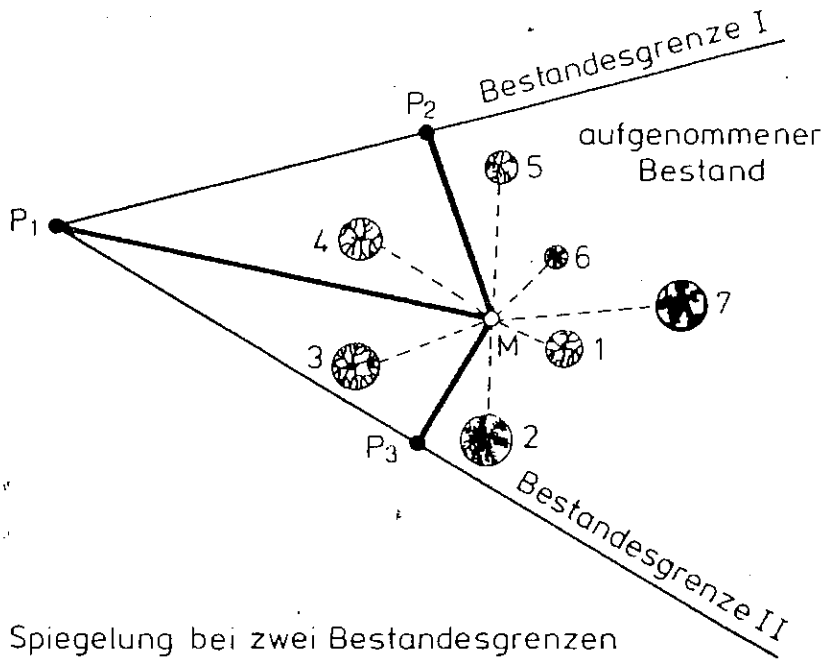 Bestandesgrenze I
P2
aufgenommener
Bestand
5
P1
4
6
7
3
M
1
P3
2
Bestandesgrenze II
Spiegelung bei zwei Bestandesgrenzen